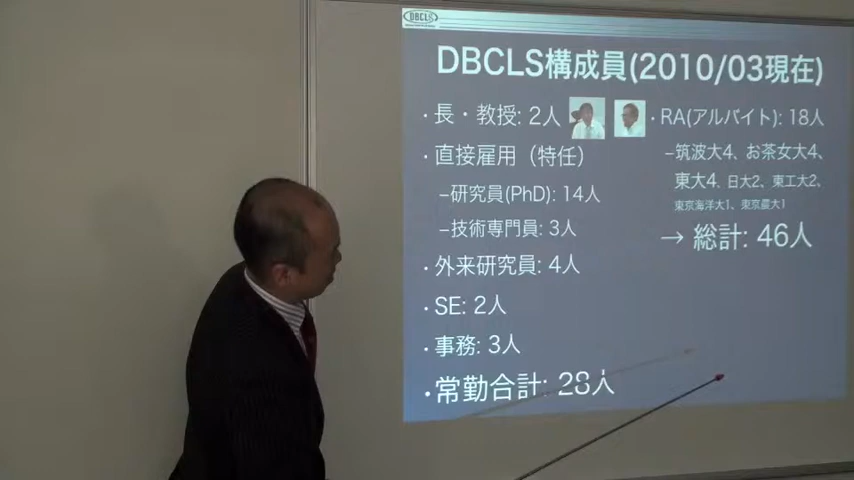 DBCLS
DBCLS構成員(2010/03現在)
・長・教授: 2人
・直接雇用（特任）
–研究員(PhD): 14人
–技術専門員: 3人
・外来研究員: 4人
・SE: 2人
・事務: 3人
・常勤合計: 28人
・RA(アルバイト): 18人
–筑波大4、お茶女大4、
東大4、日大2、東工大2、
東京海洋大1、東京農大1
→ 総計: 46人